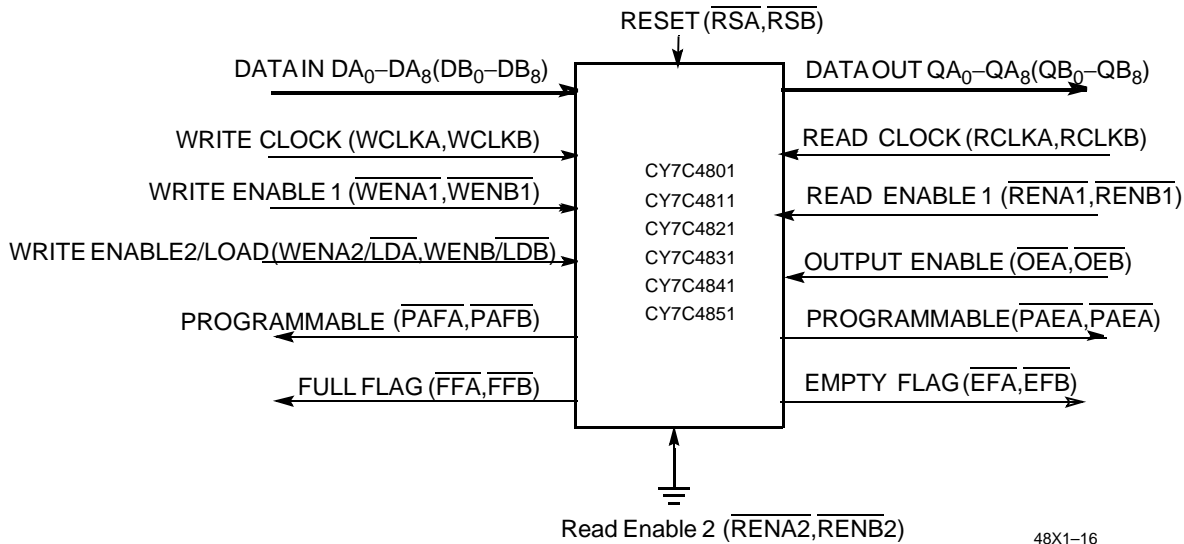 RESET (RSA,RSB)
DATA IN DA0–DA8(DB0–DB8)
DATA OUT QA0–QA8(QB0–QB8)
WRITE CLOCK (WCLKA,WCLKB)
READ CLOCK (RCLKA,RCLKB)
WRITE ENABLE 1 (WENA1,WENB1)
READ ENABLE 1 (RENA1,RENB1)
WRITE ENABLE2/LOAD(WENA2/LDA,WENB/LDB)
OUTPUT ENABLE (OEA,OEB)
PROGRAMMABLE (PAFA,PAFB)
PROGRAMMABLE(PAEA,PAEA)
FULL FLAG (FFA,FFB)
EMPTY FLAG (EFA,EFB)
CY7C4801
CY7C4811
CY7C4821
CY7C4831
CY7C4841
CY7C4851
Read Enable 2 (RENA2,RENB2)
48X1–16